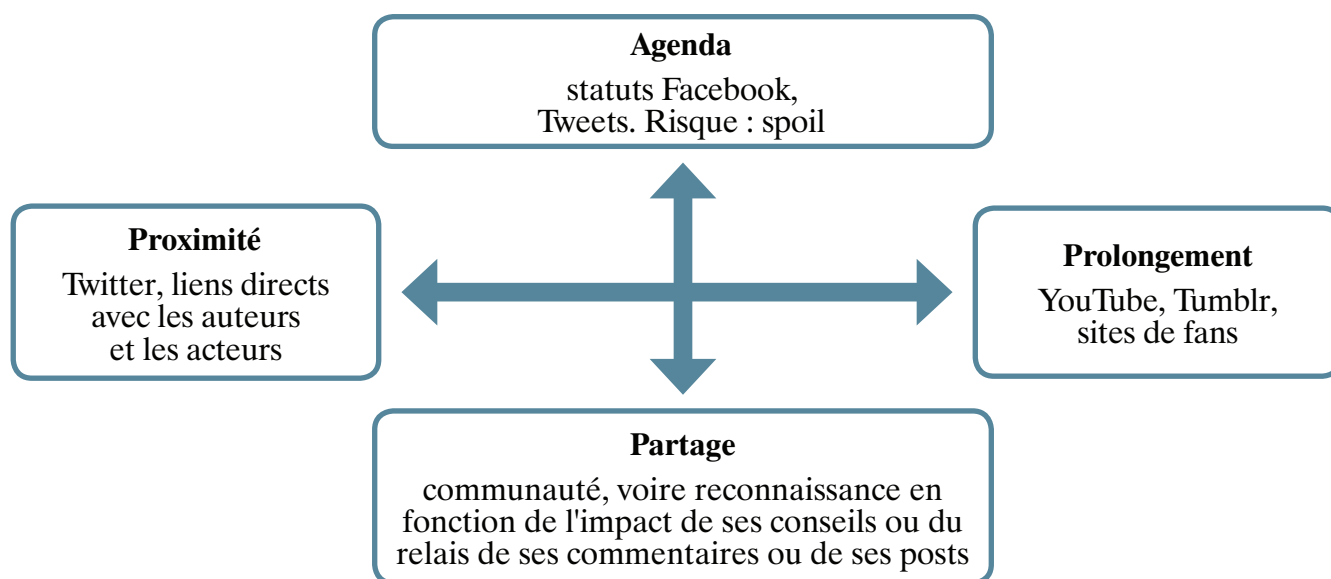 Agenda
statuts Facebook,
Tweets. Risque : spoil
Proximité
Twitter, liens directs
avec les auteurs
et les acteurs
Prolongement
YouTube, Tumblr,
sites de fans
Partage
communauté, voire reconnaissance en
fonction de l'impact de ses conseils ou du
relais de ses commentaires ou de ses posts